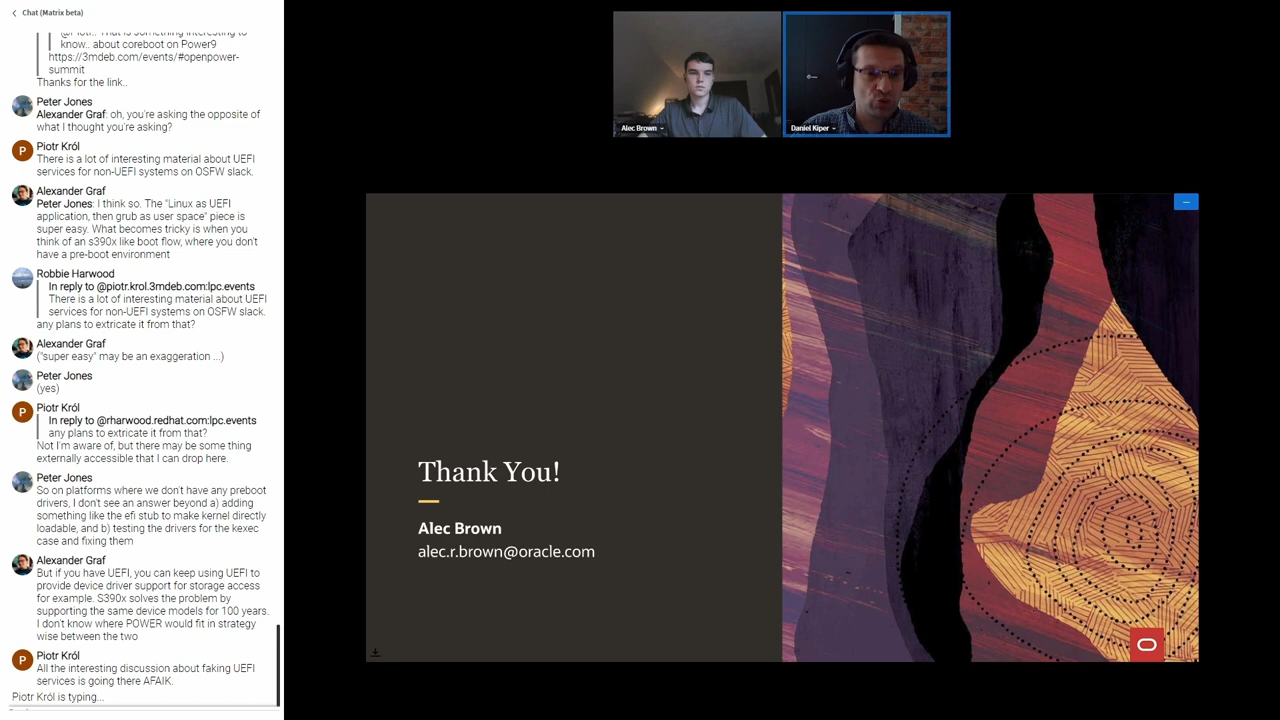 Chat (Matrix beta)
@Piotr.. That is something interesting to
know.. about coreboot on Power9
https://3mdeb.com/events/#openpower-
summit
Thanks for the link..
Peter Jones
Alexander Graf: oh, you're asking the opposite of
what I thought you're asking?
Piotr Król
P
There is a lot of interesting material about UEFI
services for non-UEFI systems on OSFW slack.
Alexander Graf
Peter Jones: I think so. The "Linux as UEFI
application, then grub as user space" piece is
super easy. What becomes tricky is when you
think of an s390x like boot flow, where you don't
have a pre-boot environment
Robbie Harwood
In reply to @piotr.krol.3mdeb.com:lpc.events
There is a lot of interesting material about UEFI
services for non-UEFI systems on OSFW slack.
any plans to extricate it from that?
Alexander Graf
("super easy" may be an exaggeration ...)
Peter Jones
(yes)
Piotr Król
P
In reply to @rharwood.redhat.com:lpc.events
any plans to extricate it from that?
Not I'm aware of, but there may be some thing
externally accessible that I can drop here.
Peter Jones
So on platforms where we don't have any preboot
drivers, I don't see an answer beyond a) adding
something like the efi stub to make kernel directly
loadable, and b) testing the drivers for the kexec
case and fixing them
Alexander Graf
But if you have UEFI, you can keep using UEFI to
provide device driver support for storage access
for example. S390x solves the problem by
supporting the same device models for 100 years.
I don't know where POWER would fit in strategy
wise between the two
Piotr Król
P
All the interesting discussion about faking UEFI
services is going there AFAIK.
Piotr Król is typing...
Alec Brown
Daniel Kiper
Thank You!
Alec Brown
alec.r.brown@oracle.com